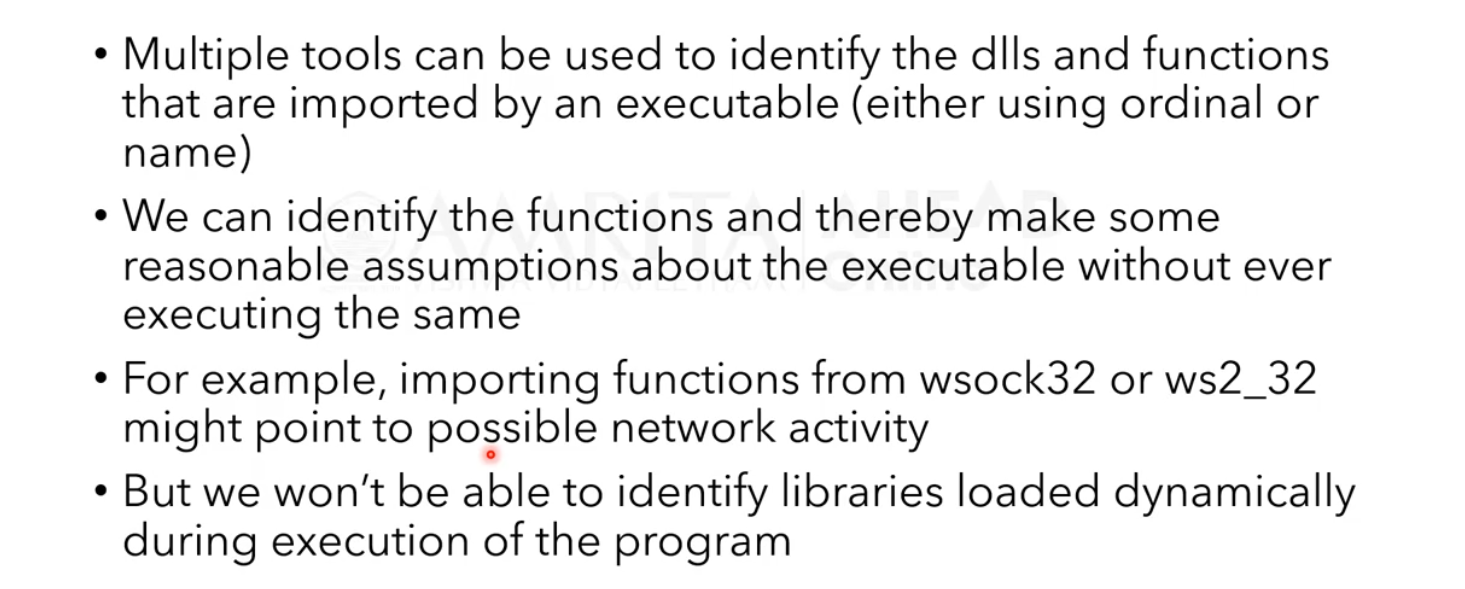 • Multiple tools can be used to identify the dlls and functions
that are imported by an executable (either using ordinal or
name)
• We can identify the functions and thereby make some
reasonable assumptions about the executable without ever
executing the same
• For example, importing functions from wsock32 or ws2_32
might point to possible network activity
• But we won't be able to identify libraries loaded dynamically
during execution of the program
AMRITA AHEAD
Online